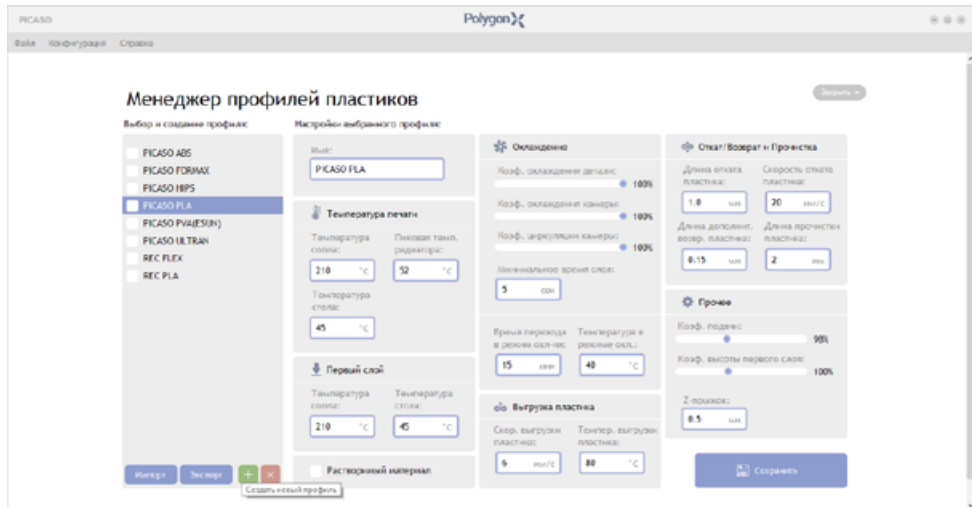 PICASO
Polygon X
Файл Конфигурация Справка
Менеджер профилей пластиков
Закрыть
Выбор и создание профиля:
Настройки выбранного профиля:
PICASO ABS
PICASO FORMAX
PICASO HIPS
PICASO PLA
PICASO PVA(ESUN)
PICASO ULTRAN
REC FLEX
REC PLA
Импорт Экспорт + ×
Создать новый профиль
Имя:
PICASO PLA
Температура печати
Температура сопла:
Пиковая темп. радиатора:
210 °C
52 °C
Температура стола:
45 °C
Первый слой
Температура сопла:
Температура стола:
210 °C
45 °C
Растворимый материал
Охлаждение
Коэф. охлаждения детали:
100%
Коэф. охлаждения камеры:
100%
Коэф. циркуляции камеры:
100%
Минимальное время слоя:
5 сек
Время перехода в режим охл-ия:
Температура в режиме охл.:
15 мин
40 °C
Выгрузка пластика
Скор. выгрузки пластика:
Темпер. выгрузки пластика:
6 мм/с
80 °C
Откат/Возврат и Прочистка
Длина отката пластика:
Скорость отката пластика:
1.0 мм
20 мм/с
Длина дополнит. возвр. пластика:
Длина прочистки пластика:
0.15 мм
2 мм
Прочее
Коэф. подачи:
98%
Коэф. высоты первого слоя:
100%
Z-прыжок:
0.5 мм
Сохранить